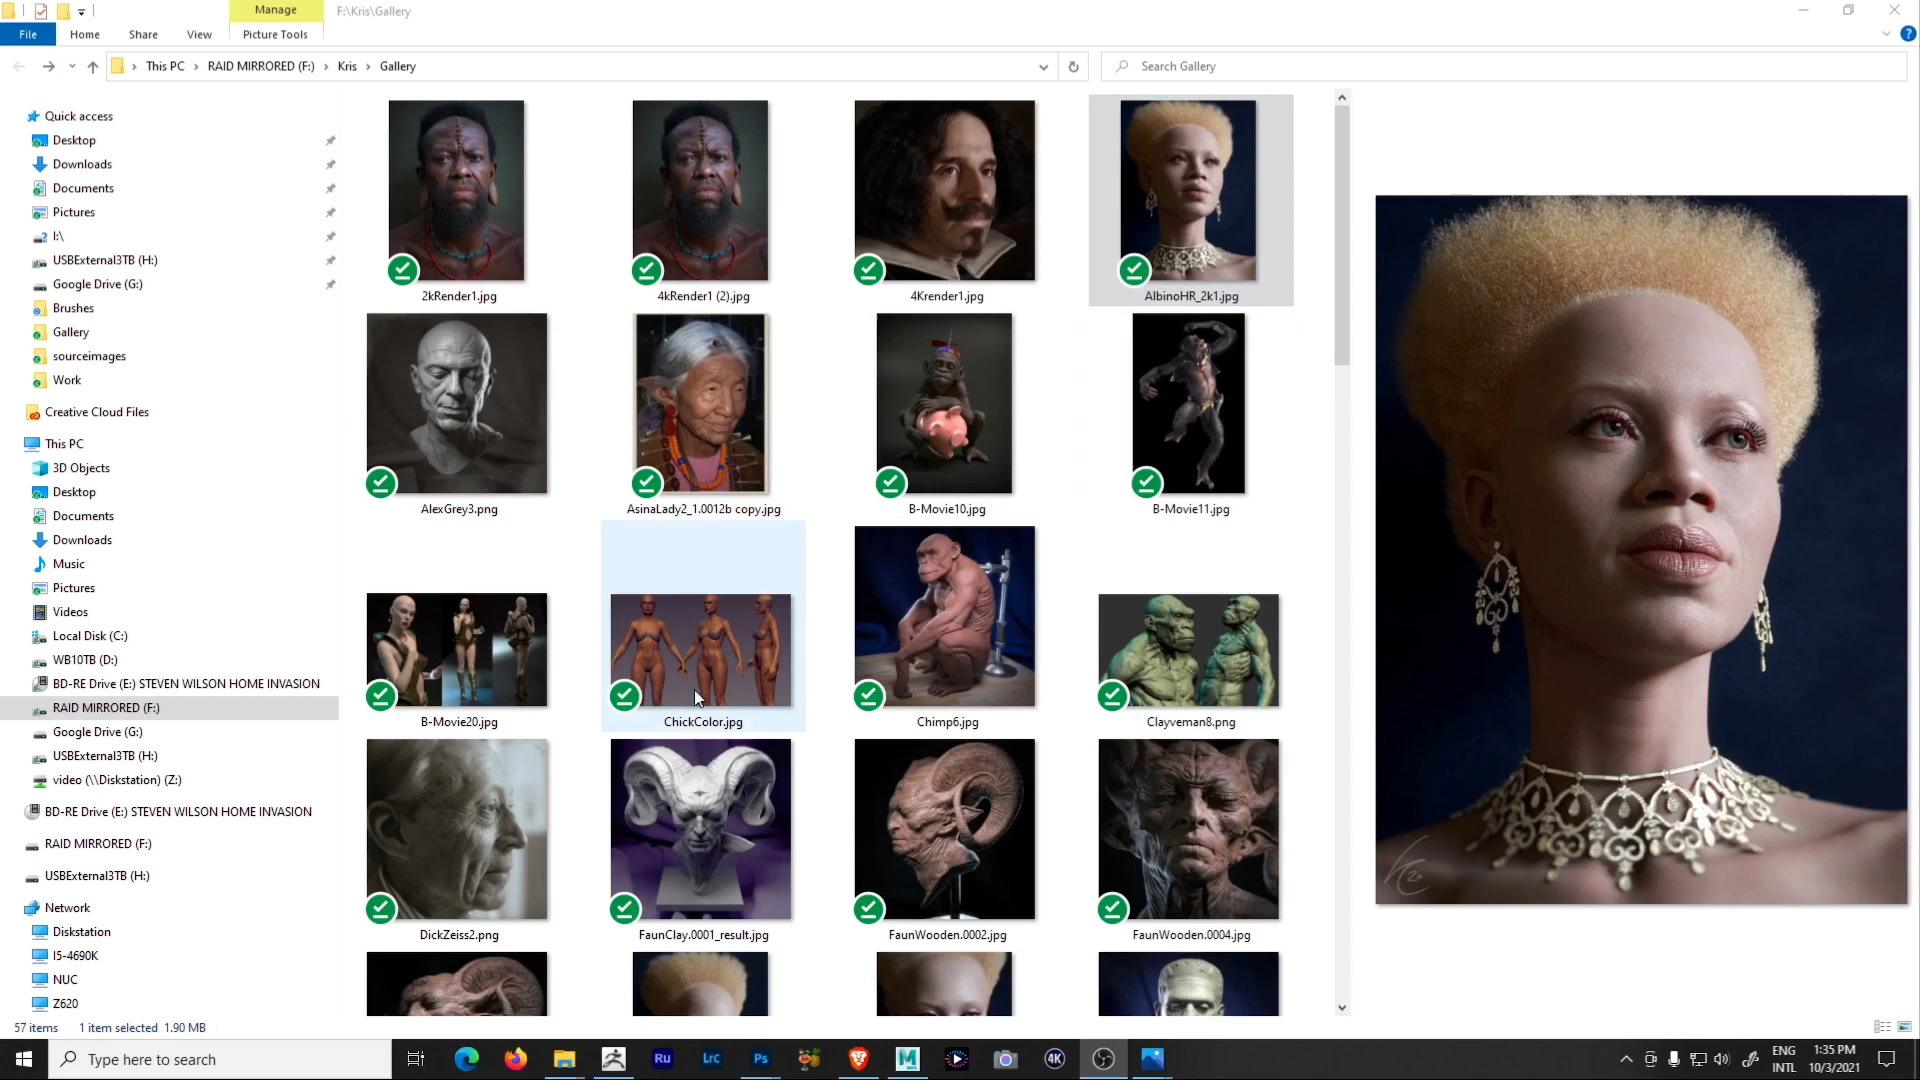 Manage
F:\Kris\Gallery
File
Home
Share
View
Picture Tools
This PC
RAID MIRRORED (F:)
Kris
Gallery
Search Gallery
Quick access
Desktop
Downloads
Documents
Pictures
I:\
USBExternal3TB (H:)
Google Drive (G:)
Brushes
Gallery
sourceimages
Work
Creative Cloud Files
This PC
3D Objects
Desktop
Documents
Downloads
Music
Pictures
Videos
Local Disk (C:)
WB10TB (D:)
BD-RE Drive (E:) STEVEN WILSON HOME INVASION
RAID MIRRORED (F:)
Google Drive (G:)
USBExternal3TB (H:)
video (\\Diskstation) (Z:)
BD-RE Drive (E:) STEVEN WILSON HOME INVASION
RAID MIRRORED (F:)
USBExternal3TB (H:)
Network
Diskstation
I5-4690K
NUC
Z620
2kRender1.jpg
4kRender1 (2).jpg
4Krender1.jpg
AlbinoHR_2k1.jpg
AlexGrey3.png
AsinaLady2_1.0012b copy.jpg
B-Movie10.jpg
B-Movie11.jpg
B-Movie20.jpg
ChickColor.jpg
Chimp6.jpg
Clayveman8.png
DickZeiss2.png
FaunClay.0001_result.jpg
FaunWooden.0002.jpg
FaunWooden.0004.jpg
57 items
1 item selected 1.90 MB
Type here to search
Ru
Lrc
Ps
M
4K
ENG
INTL
1:35 PM
10/3/2021